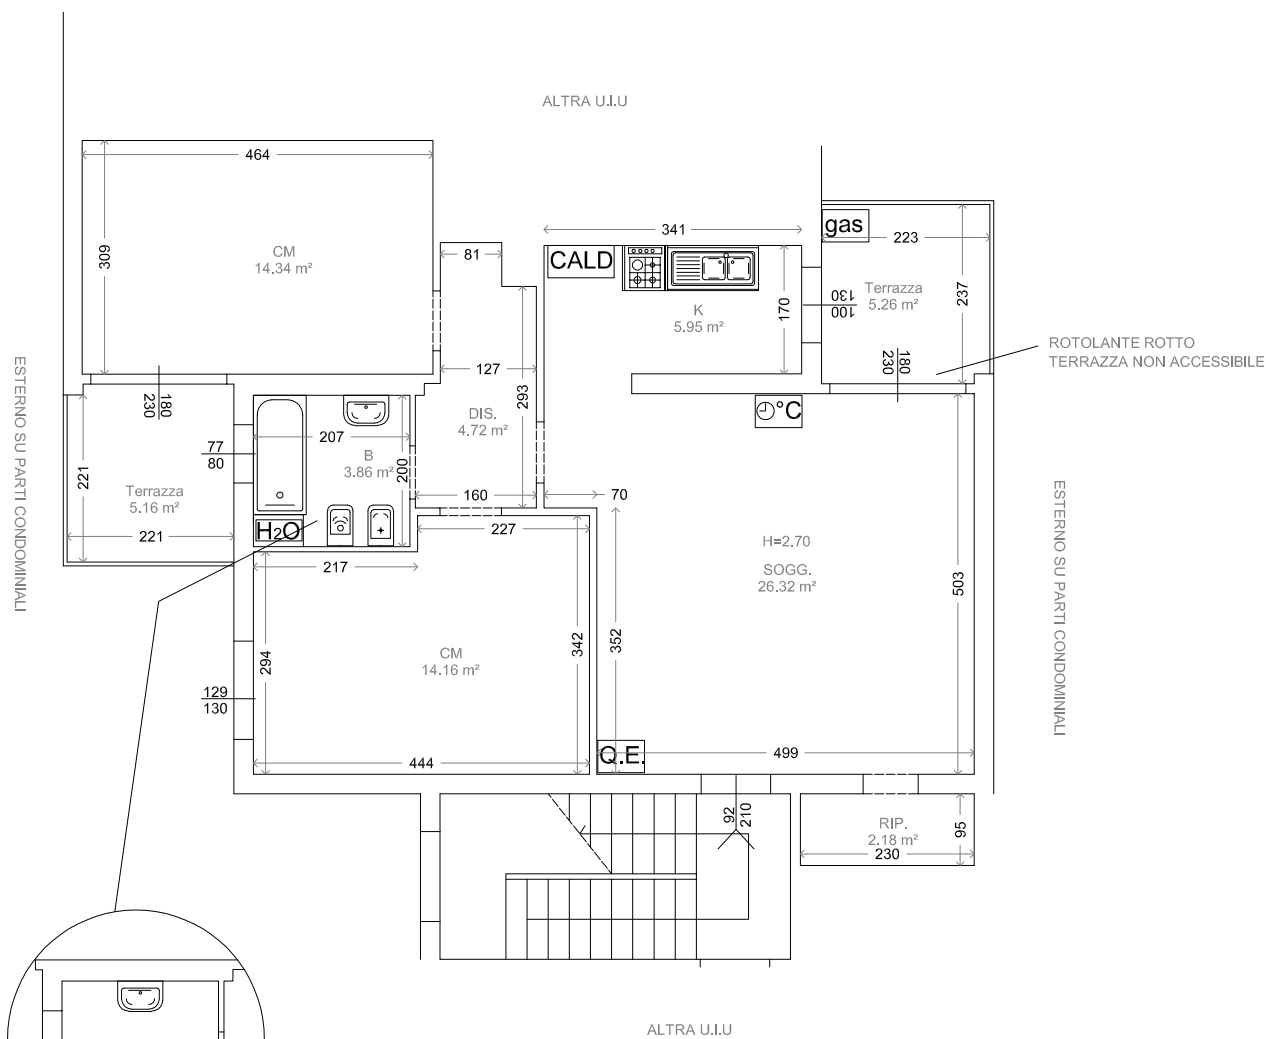 ALTRA U.I.U
464
309
CM
14.34 m²
81
341
CALD
gas
223
237
Terrazza
5.26 m²
130
100
170
K
5.95 m²
ROTOLANTE ROTTO
TERRAZZA NON ACCESSIBILE
180
230
180
230
127
293
DIS.
4.72 m²
°C
ESTERNO SU PARTI CONDOMINIALI
221
Terrazza
5.16 m²
221
77
80
207
B
3.86 m²
200
160
70
H2O
227
217
H=2.70
SOGG.
26.32 m²
503
ESTERNO SU PARTI CONDOMINIALI
352
342
294
CM
14.16 m²
129
130
444
Q.E.
499
92
210
RIP.
2.18 m²
95
230
ALTRA U.I.U